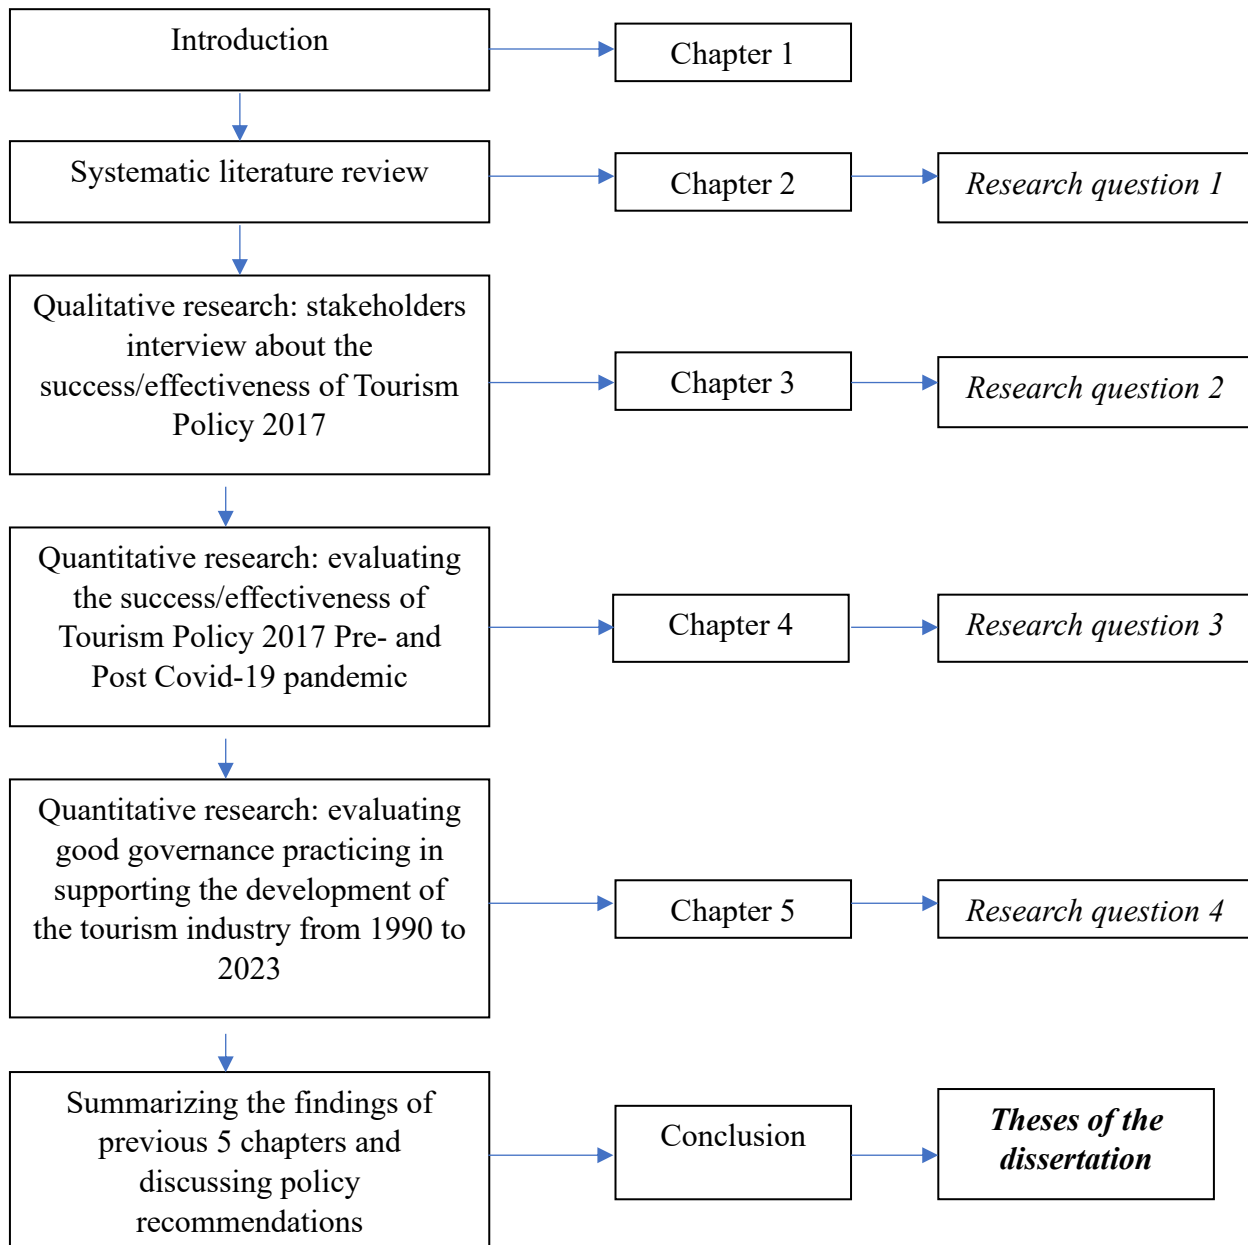 Introduction
Chapter 1
Systematic literature review
Chapter 2
Research question 1
Qualitative research: stakeholders
interview about the
success/effectiveness of Tourism
Policy 2017
Chapter 3
Research question 2
Quantitative research: evaluating
the success/effectiveness of
Tourism Policy 2017 Pre- and
Post Covid-19 pandemic
Chapter 4
Research question 3
Quantitative research: evaluating
good governance practicing in
supporting the development of
the tourism industry from 1990 to
2023
Chapter 5
Research question 4
Summarizing the findings of
previous 5 chapters and
discussing policy
recommendations
Conclusion
Theses of the
dissertation